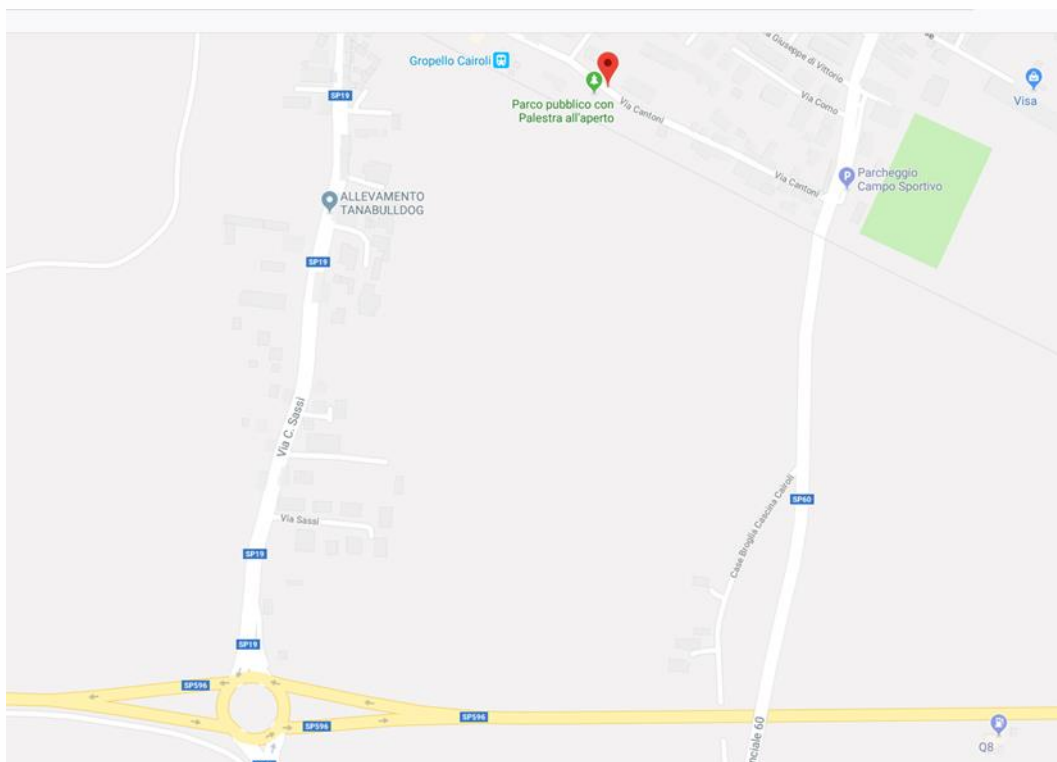 SP19
Gropello Cairoli
Parco pubblico con
Palestra all'aperto
Via Cantoni
Giuseppe di Vittorio
Via Como
Visa
Via Cantoni
Parcheggio
Campo Sportivo
ALLEVAMENTO
TANABULLDOG
SP19
Via C. Sassi
Case Broglia Cascina Cairoli
SP60
Via Sassi
SP19
SP19
SP596
SP596
SP596
nciale 60
Q8